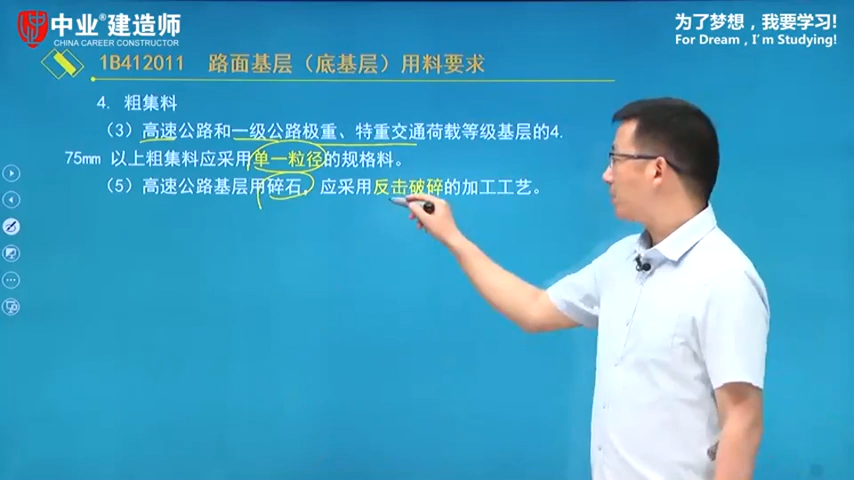 中业®建造师
CHINA CAREER CONSTRUCTOR
为了梦想，我要学习!
For Dream , I'm Studying!
1B412011 路面基层（底基层）用料要求
4. 粗集料
（3）高速公路和一级公路极重、特重交通荷载等级基层的4.
75mm 以上粗集料应采用单一粒径的规格料。
（5）高速公路基层用碎石，应采用反击破碎的加工工艺。